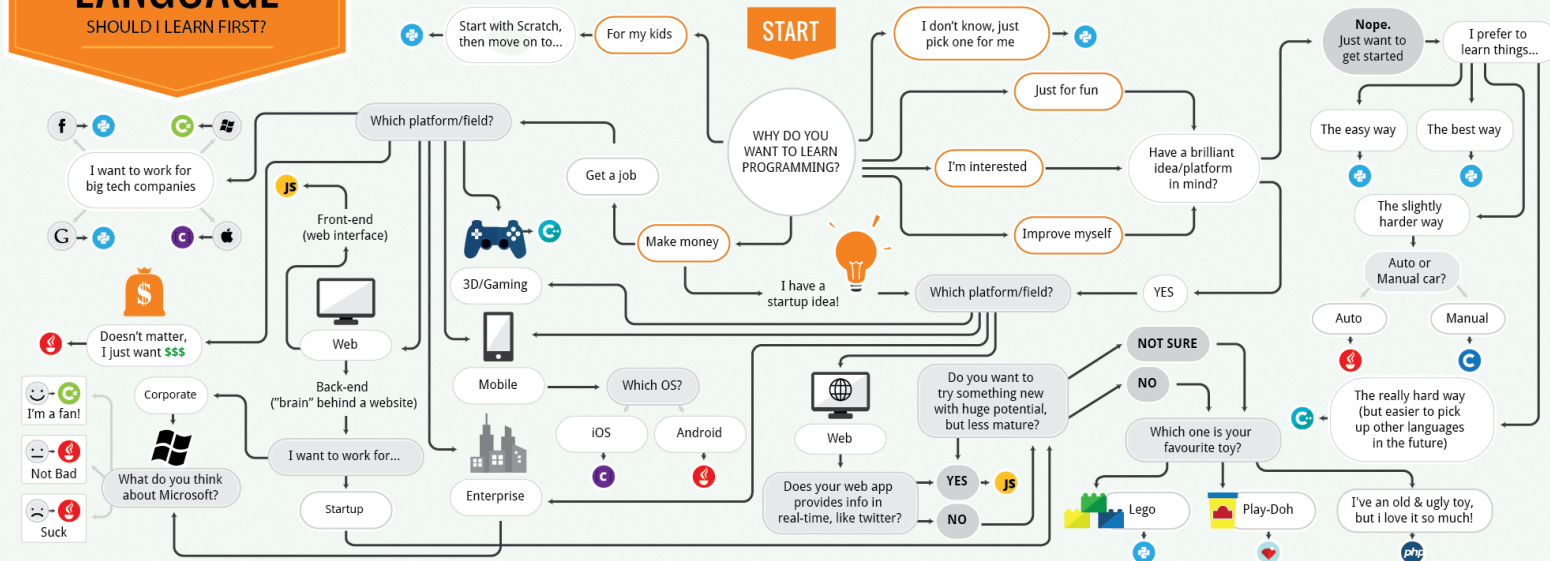 LANGUAGE
SHOULD I LEARN FIRST?
START
Start with Scratch,
then move on to...
For my kids
I don't know, just
pick one for me
Nope.
Just want to
get started
I prefer to
learn things...
Just for fun
Which platform/field?
WHY DO YOU
WANT TO LEARN
PROGRAMMING?
Have a brilliant
idea/platform
in mind?
The easy way
The best way
f
C#
I want to work for
big tech companies
Get a job
I'm interested
JS
The slightly
harder way
Front-end
(web interface)
G
C
C++
Make money
Improve myself
Auto or
Manual car?
$
3D/Gaming
I have a
startup idea!
Which platform/field?
YES
Auto
Manual
Doesn't matter,
I just want $$$
Web
NOT SURE
C
Mobile
Which OS?
Do you want to
try something new
with huge potential,
but less mature?
NO
The really hard way
(but easier to pick
up other languages
in the future)
C++
Back-end
("brain" behind a website)
Corporate
C#
I'm a fan!
iOS
Android
Web
Which one is your
favourite toy?
I want to work for...
Not Bad
What do you think
about Microsoft?
C
Enterprise
Does your web app
provides info in
real-time, like twitter?
YES
JS
NO
Startup
Suck
Lego
Play-Doh
I've an old & ugly toy,
but i love it so much!
php